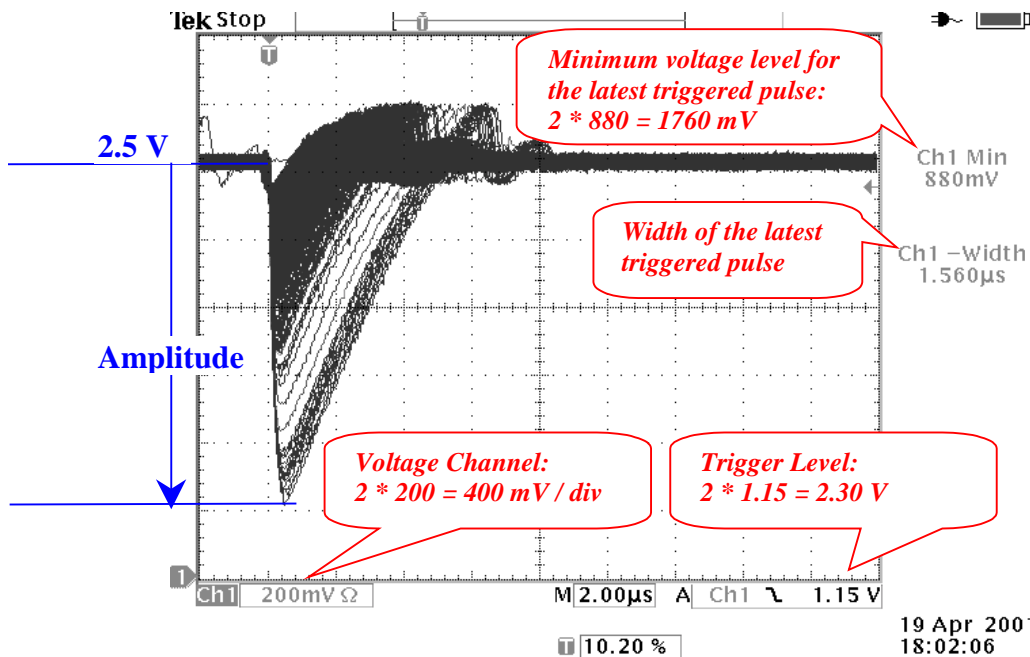 Tek Stop
T
T
Minimum voltage level for
the latest triggered pulse:
2 * 880 = 1760 mV
2.5 V
Ch1 Min
880mV
Width of the latest
triggered pulse
Ch1 −Width
1.560µs
Amplitude
Voltage Channel:
2 * 200 = 400 mV / div
Trigger Level:
2 * 1.15 = 2.30 V
1
Ch1 200mV Ω M 2.00µs A Ch1 1.15 V
19 Apr 200
T 10.20 %
18:02:06